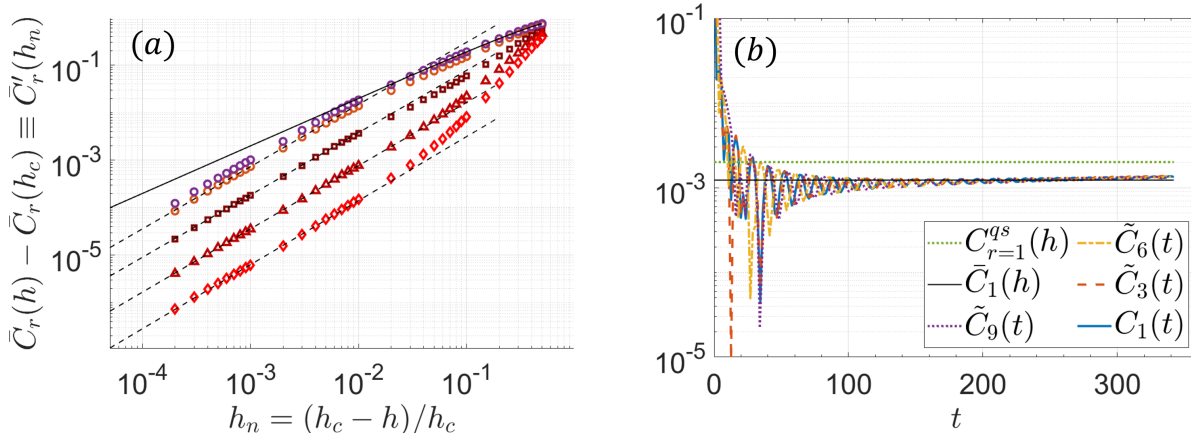 (a)
10^{-1}
10^{-3}
10^{-5}
C̄_r(h) − C̄_r(h_c) ≡ C̄′_r(h_n)
10^{-4} 10^{-3} 10^{-2} 10^{-1}
h_n = (h_c − h)/h_c
(b)
10^{-1}
10^{-3}
10^{-5}
C^{qs}_{r=1}(h) C̃_6(t)
C̄_1(h) C̃_3(t)
C̃_9(t) C_1(t)
0 100 200 300
t